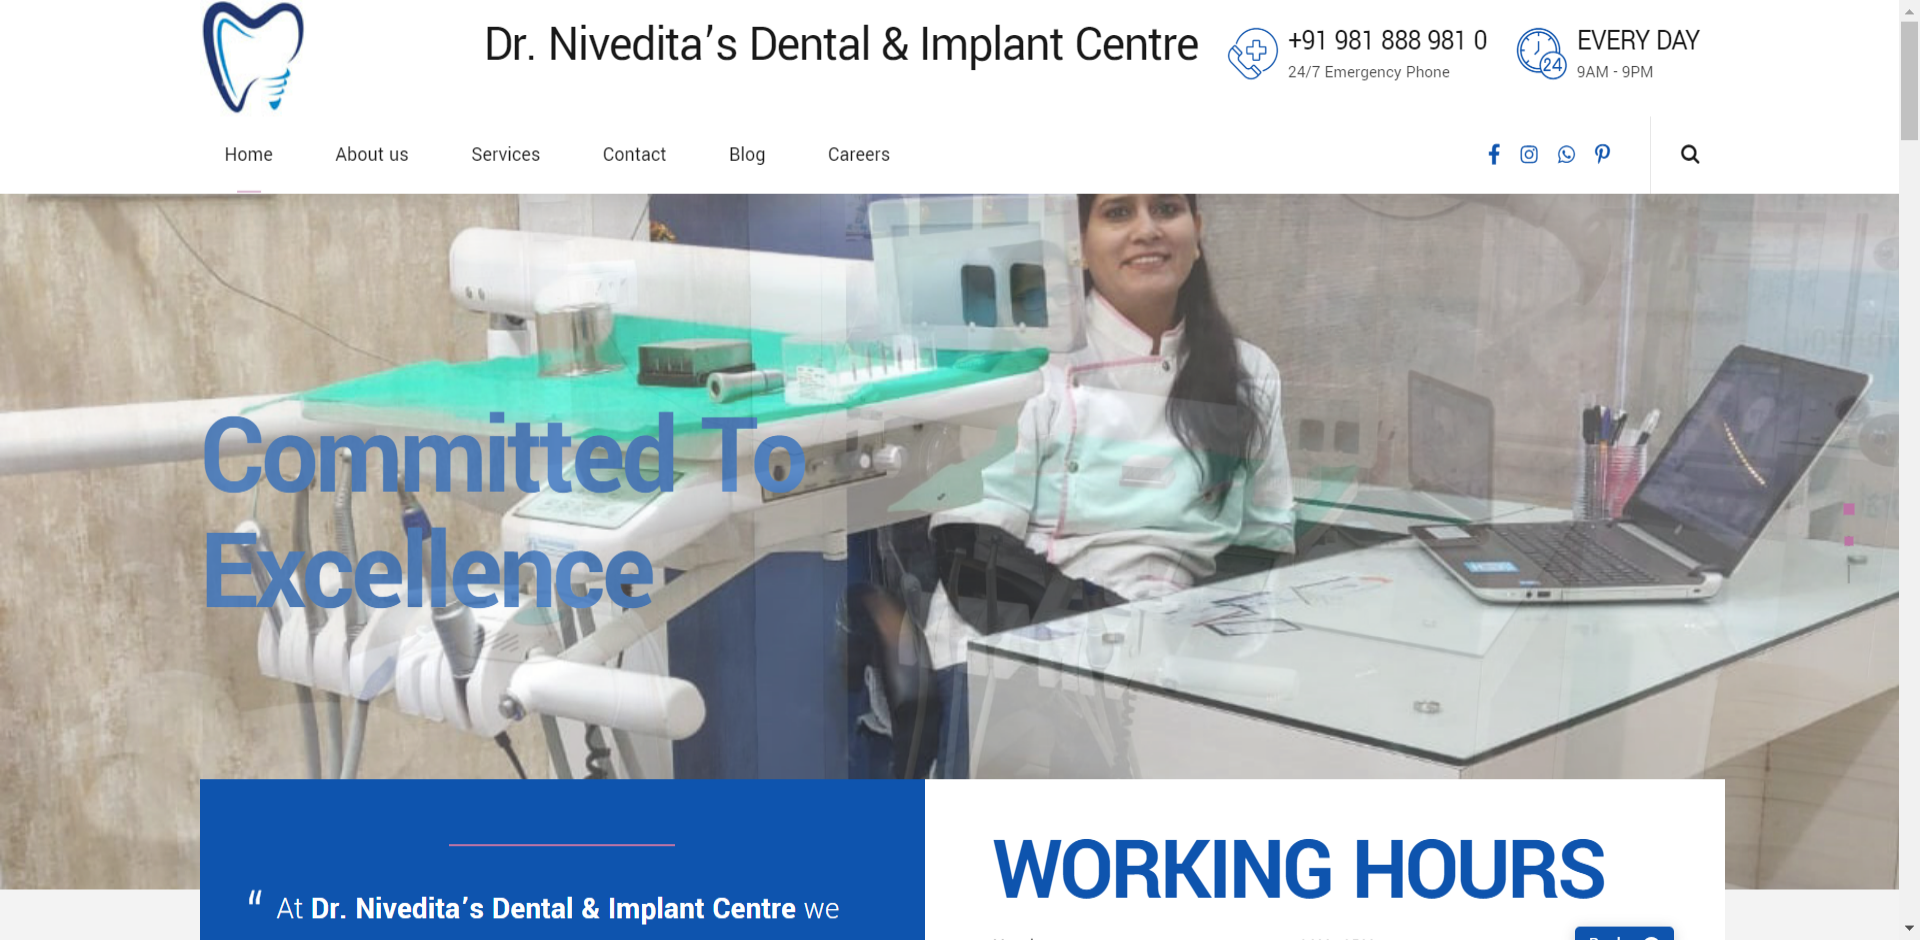 Dr. Nivedita’s Dental & Implant Centre
+91 981 888 981 0
24/7 Emergency Phone
24
EVERY DAY
9AM - 9PM
Home
About us
Services
Contact
Blog
Careers
Committed To
Excellence
“ At Dr. Nivedita’s Dental & Implant Centre we
WORKING HOURS